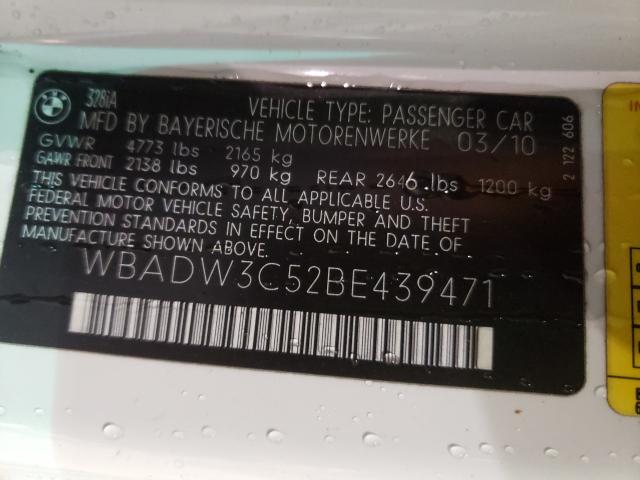 328iA
VEHICLE TYPE: PASSENGER CAR
MFD BY BAYERISCHE MOTORENWERKE 03/10
GVWR 4773 lbs 2165 kg
GAWR FRONT 2138 lbs 970 kg REAR 2646 lbs 1200 kg
THIS VEHICLE CONFORMS TO ALL APPLICABLE U.S.
FEDERAL MOTOR VEHICLE SAFETY, BUMPER AND THEFT
PREVENTION STANDARDS IN EFFECT ON THE DATE OF
MANUFACTURE SHOWN ABOVE.
WBADW3C52BE439471
2 122 606